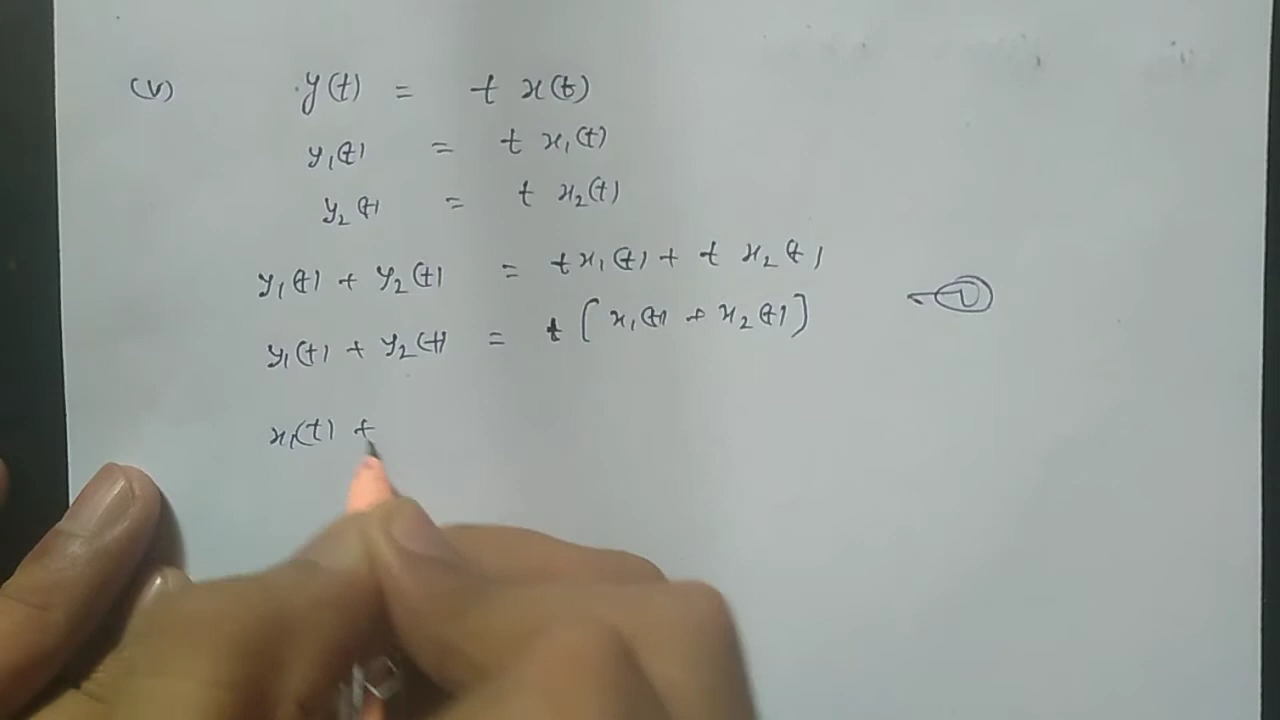 (V) y(t) = t x(t)
y₁(t) = t x₁(t)
y₂(t) = t x₂(t)
y₁(t) + y₂(t) = t x₁(t) + t x₂(t)
y₁(t) + y₂(t) = t [x₁(t) + x₂(t)] — ①
x₁(t) +